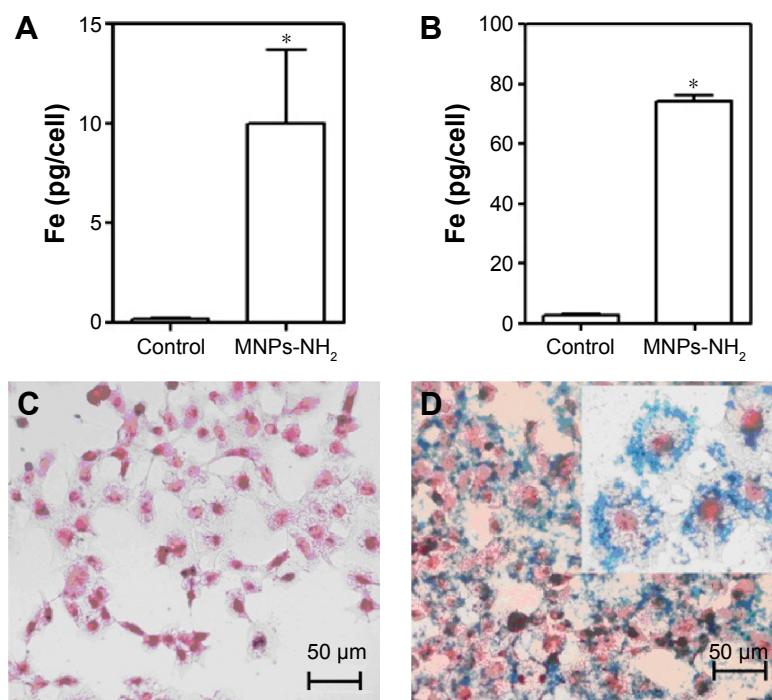 A
Fe (pg/cell)
15
10
5
0
*
Control
MNPs-NH₂
B
Fe (pg/cell)
100
80
60
40
20
0
*
Control
MNPs-NH₂
C
50 µm
D
50 µm